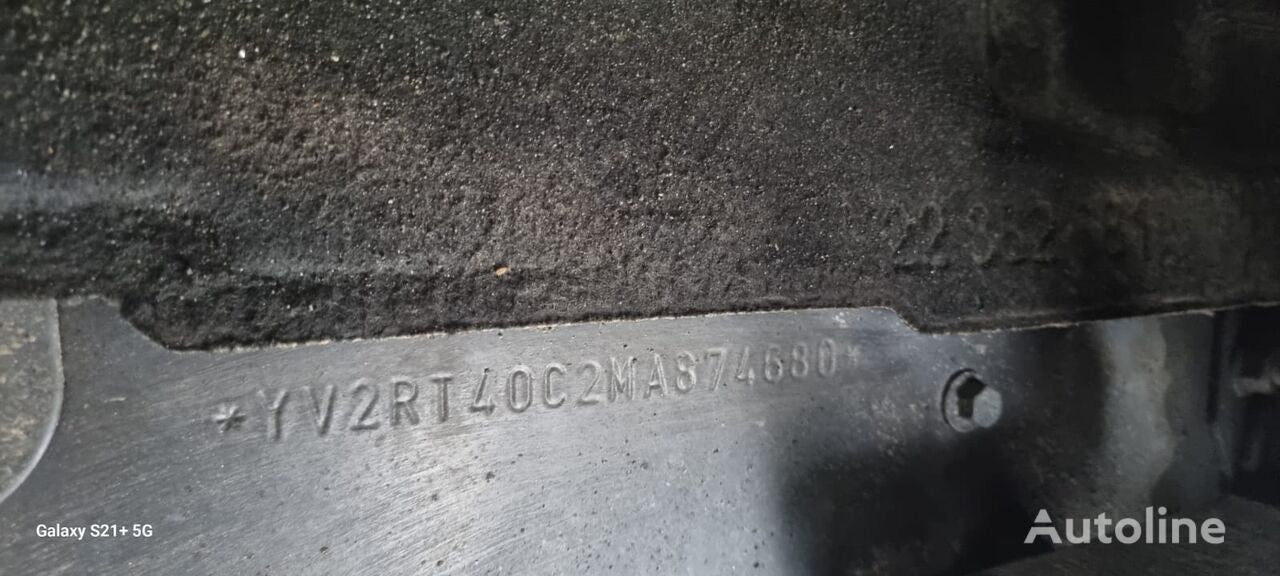 *YV2RT40C2MA874680*
Galaxy S21+ 5G
Autoline